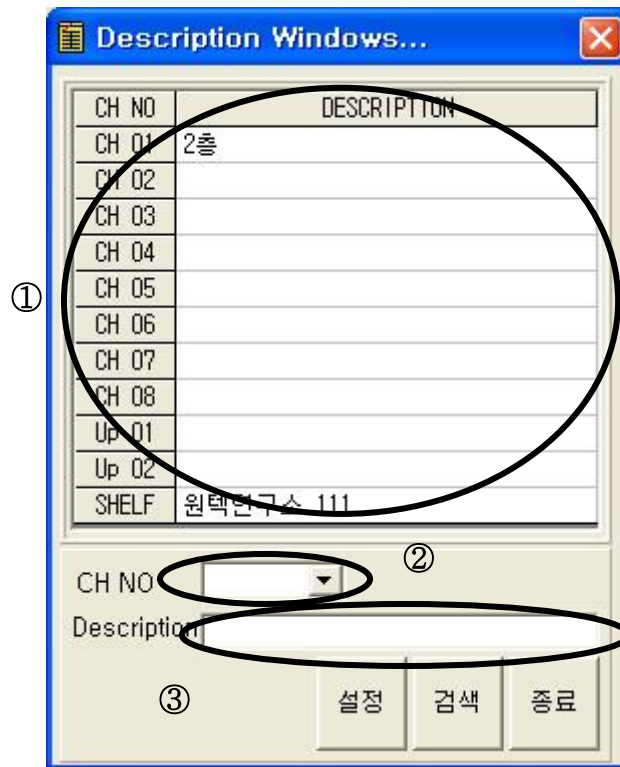 Description Windows...
CH NO DESCRIPTION
CH 01 2층
CH 02
CH 03
① CH 04
CH 05
CH 06
CH 07
CH 08
Up 01
Up 02
SHELF 원텍연구소 111
②
CH NO
Description
③ 설정 검색 종료